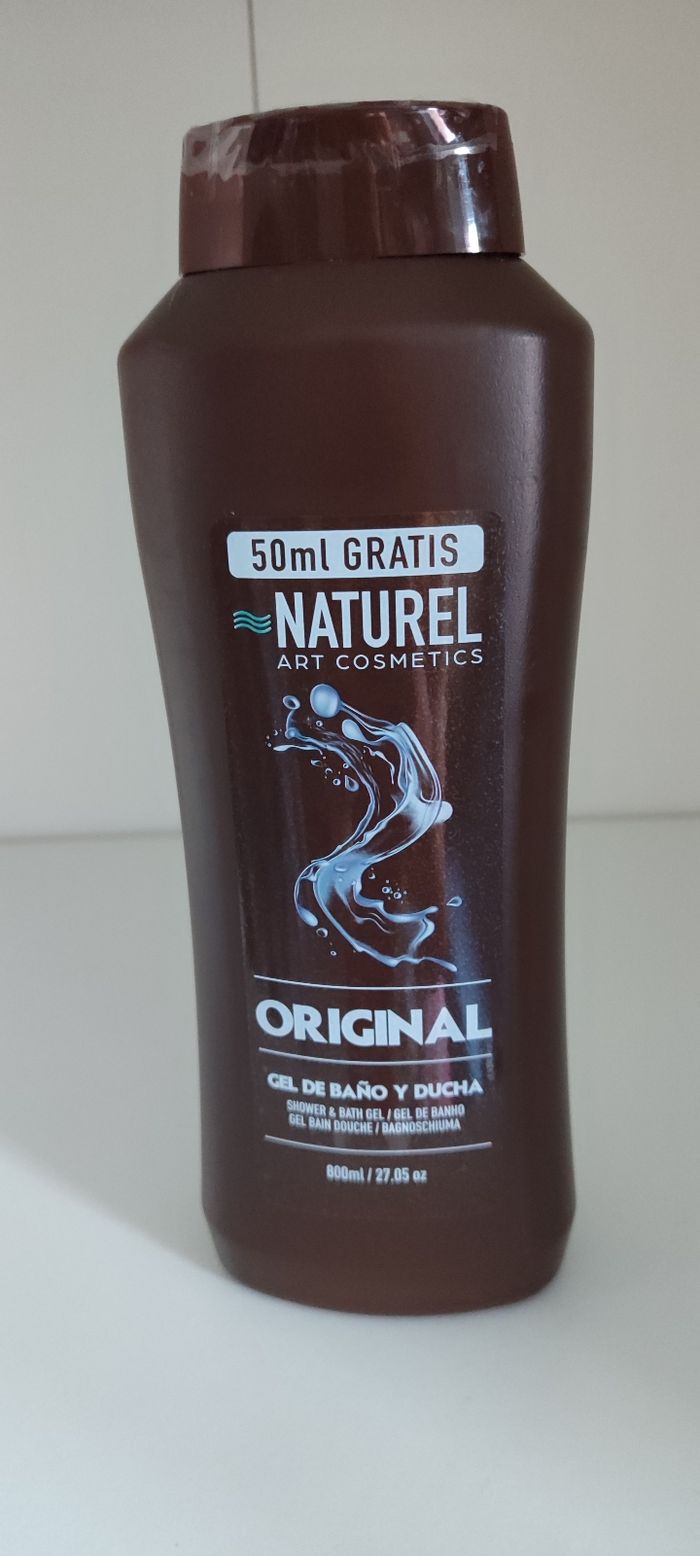 50ml GRATIS
NATUREL
ART COSMETICS
ORIGINAL
GEL DE BAÑO Y DUCHA
SHOWER & BATH GEL / GEL DE BANHO
GEL BAIN DOUCHE / BAGNOSCHIUMA
800ml / 27,05 oz